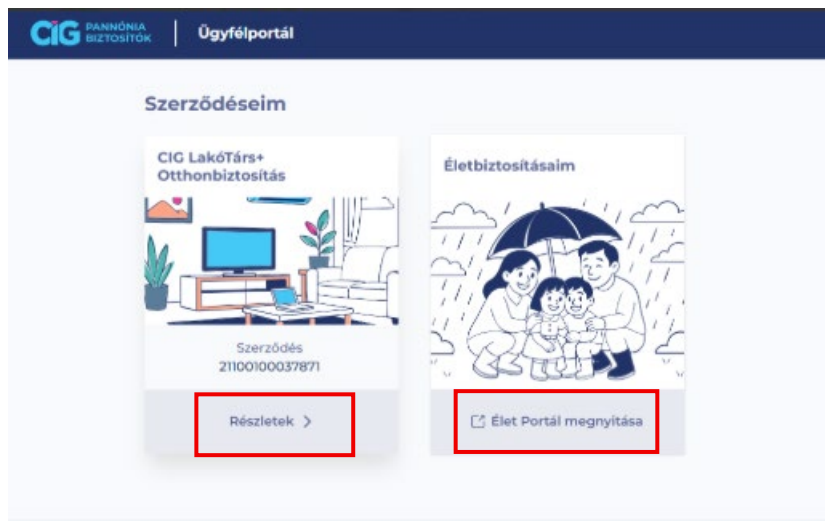 CIG PANNÓNIA
BIZTOSÍTÓK
Ügyfélportál
Szerződéseim
CIG LakóTárs+
Otthonbiztosítás
Szerződés
21100100037871
Részletek
Életbiztosításaim
Élet Portál megnyitása